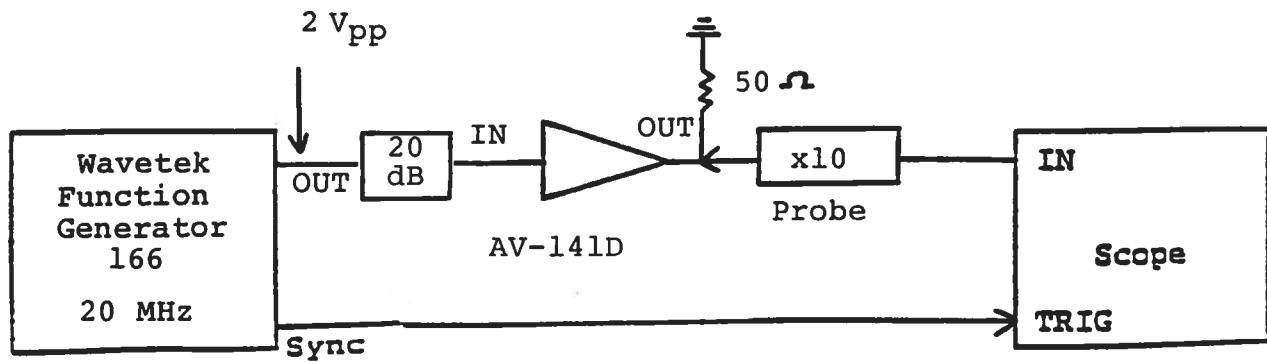 2 Vpp
50 Ω
Wavetek
Function
Generator
166
20 MHz
OUT
Sync
20
dB
IN
AV-141D
OUT
x10
Probe
IN
Scope
TRIG